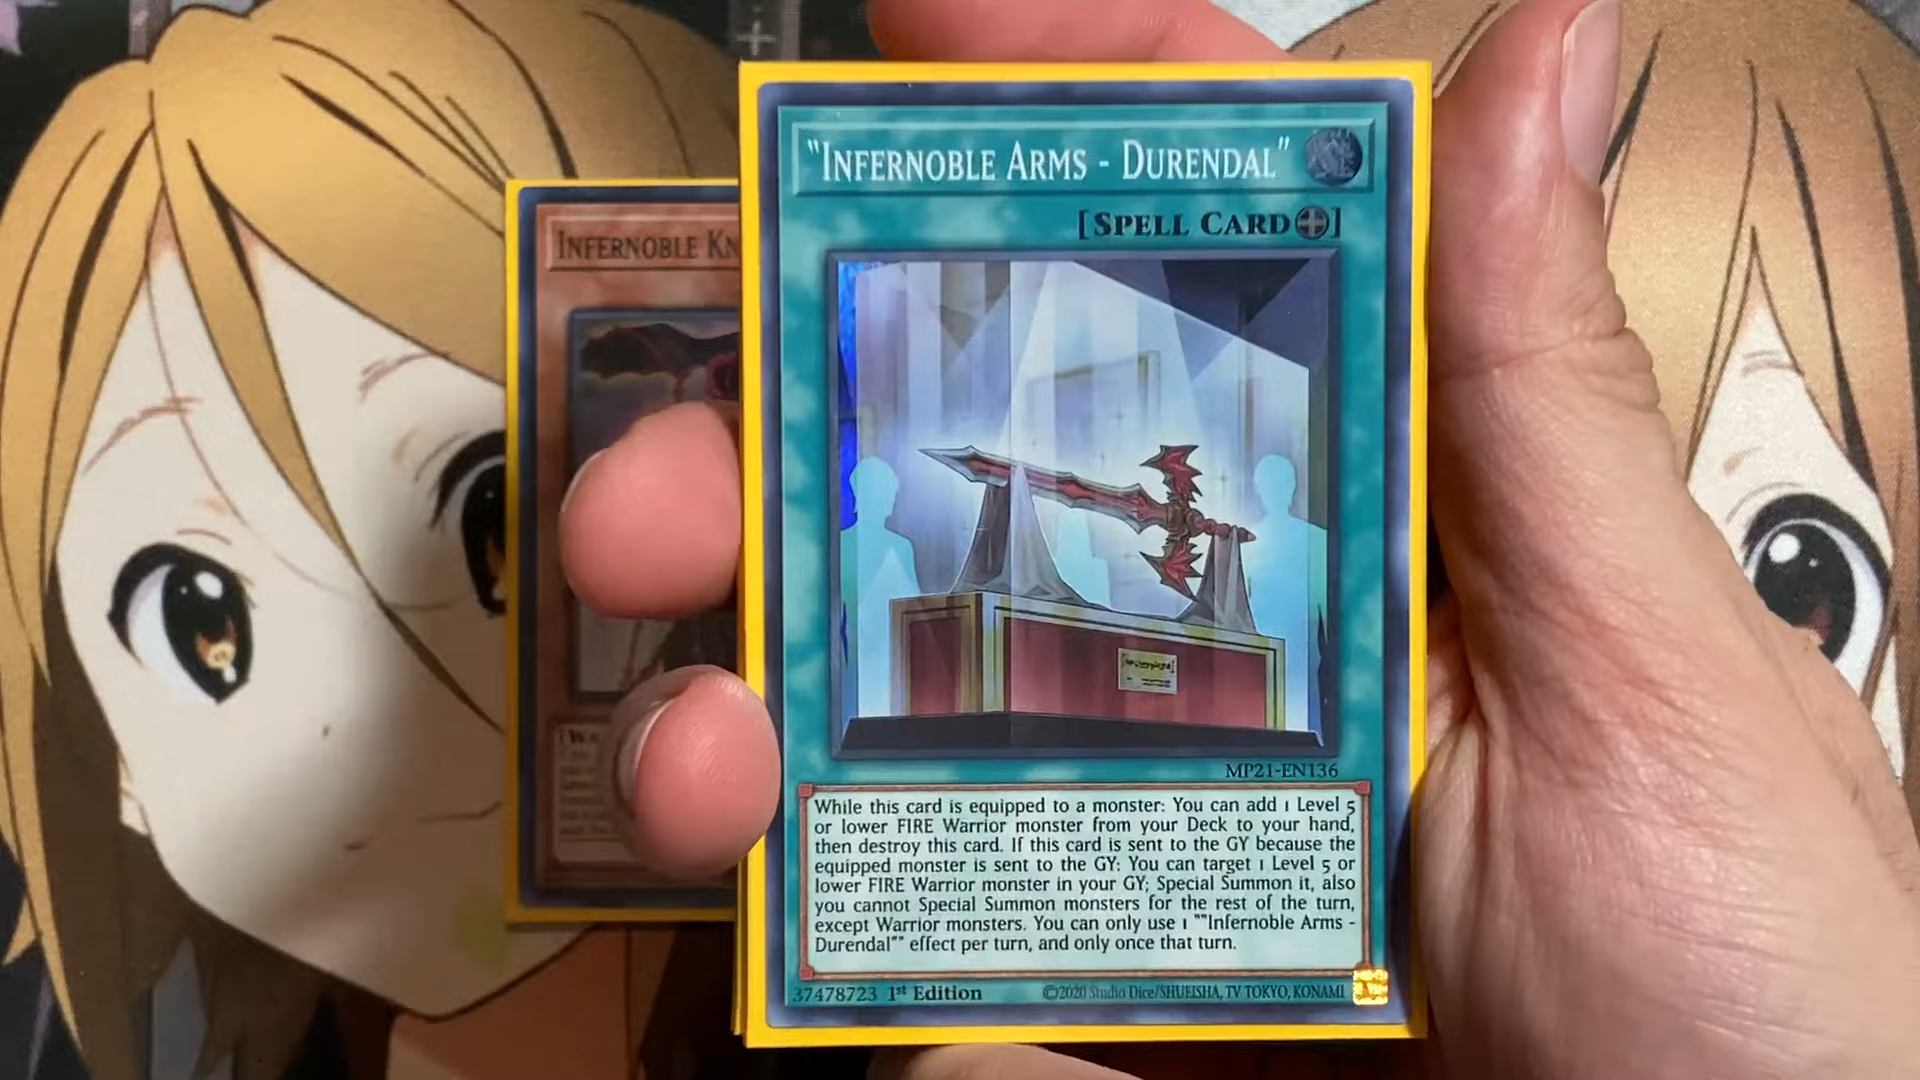 "INFERNOBLE ARMS - DURENDAL"
[SPELL CARD]
INFERNOBLE KN
MP21-EN136
While this card is equipped to a monster: You can add 1 Level 5
or lower FIRE Warrior monster from your Deck to your hand,
then destroy this card. If this card is sent to the GY because the
equipped monster is sent to the GY: You can target 1 Level 5 or
lower FIRE Warrior monster in your GY; Special Summon it, also
you cannot Special Summon monsters for the rest of the turn,
except Warrior monsters. You can only use 1 ""Infernoble Arms -
Durendal"" effect per turn, and only once that turn.
37478723 1st Edition ©2020 Studio Dice/SHUEISHA, TV TOKYO, KONAMI